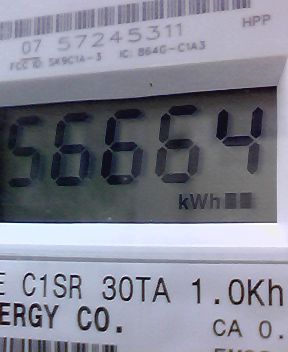 HPP
07 57245311
FCC ID: SK9C1A-3 IC: 864G-C1A3
56664
kWh
E C1SR 30TA 1.0Kh
ERGY CO.
CA 0.